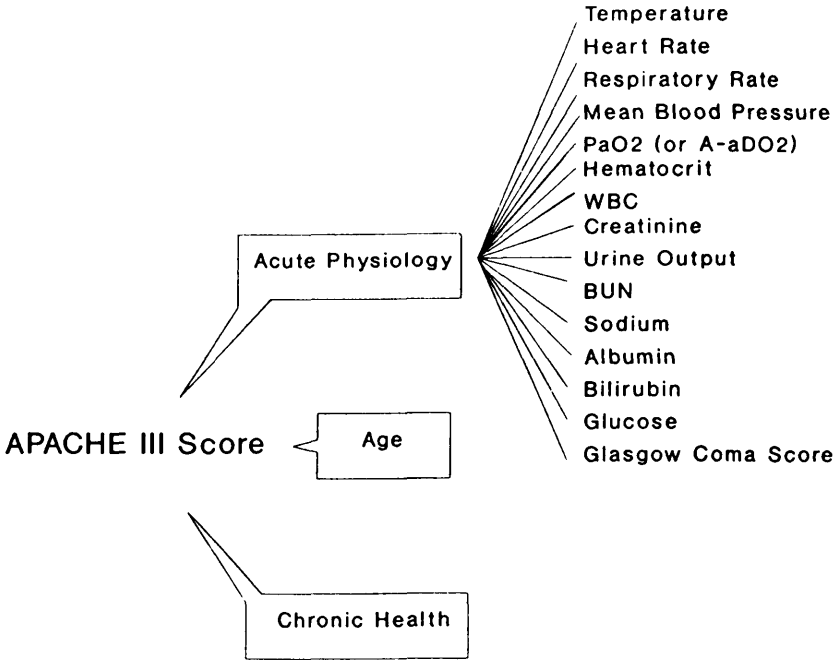 Temperature
Heart Rate
Respiratory Rate
Mean Blood Pressure
PaO2 (or A-aDO2)
Hematocrit
WBC
Creatinine
Acute Physiology
Urine Output
BUN
Sodium
Albumin
Bilirubin
Glucose
Glasgow Coma Score
APACHE III Score
Age
Chronic Health